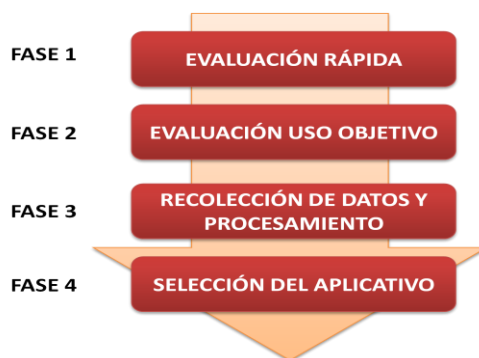 FASE 1
EVALUACIÓN RÁPIDA
FASE 2
EVALUACIÓN USO OBJETIVO
FASE 3
RECOLECCIÓN DE DATOS Y
PROCESAMIENTO
FASE 4
SELECCIÓN DEL APLICATIVO